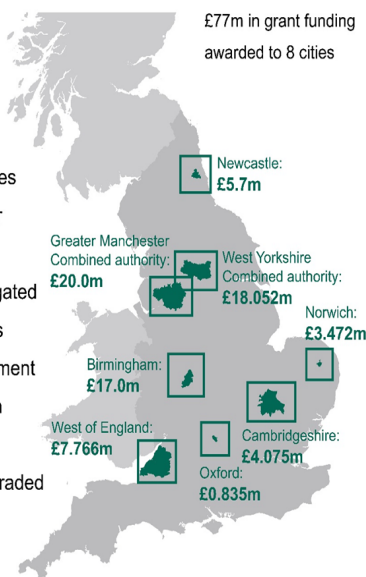 £77m in grant funding
awarded to 8 cities
Newcastle:
£5.7m
Greater Manchester
Combined authority:
£20.0m
West Yorkshire
Combined authority:
£18.052m
Norwich:
£3.472m
Birmingham:
£17.0m
Cambridgeshire:
£4.075m
West of England:
£7.766m
Oxford:
£0.835m